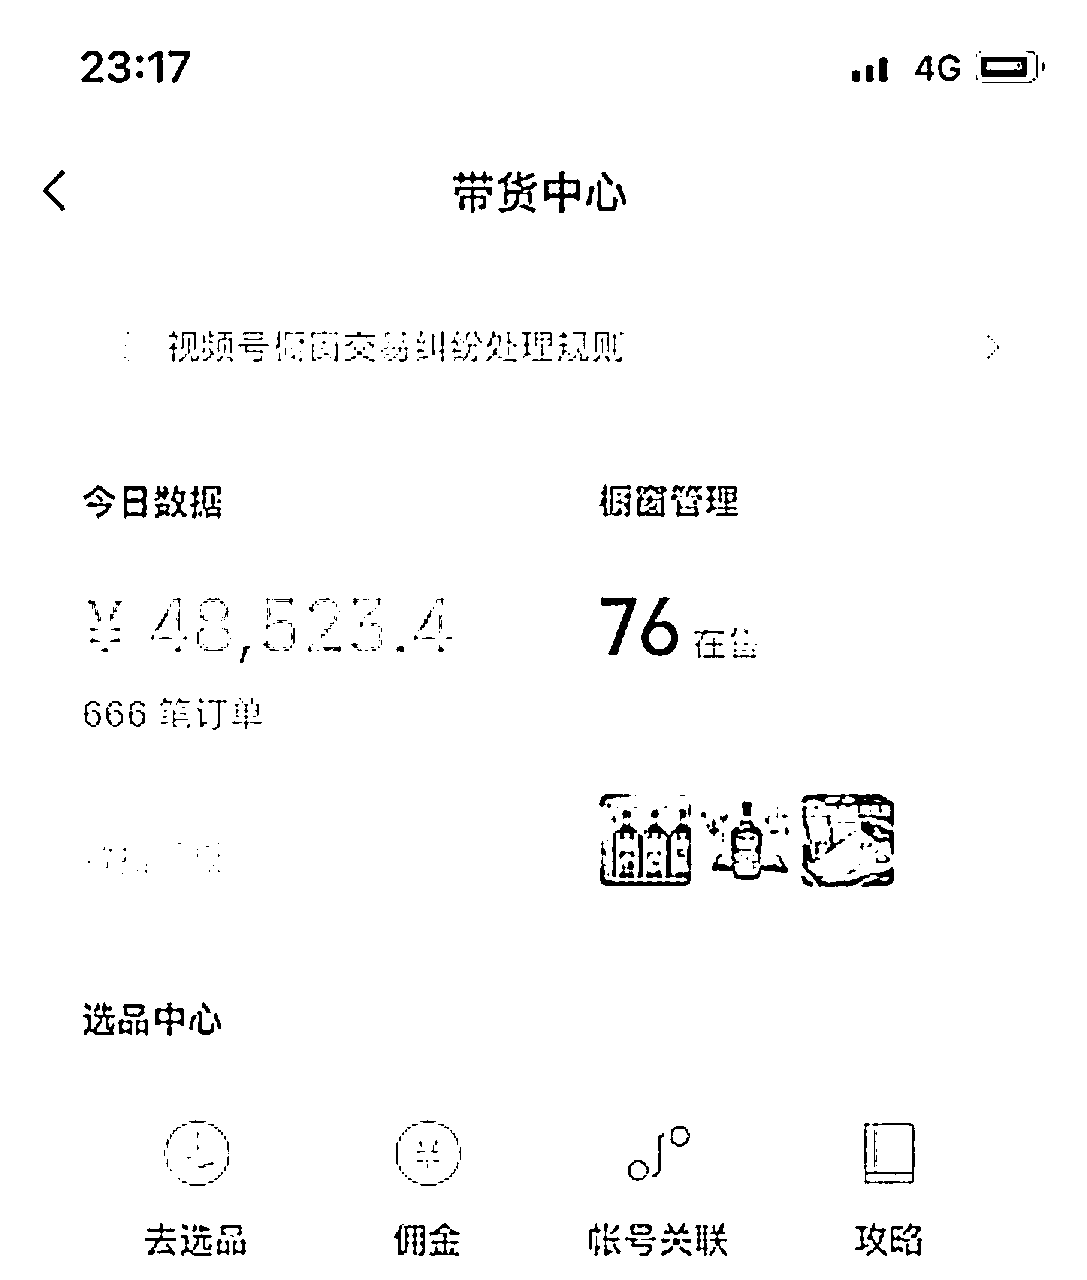 23:17 4G
带货中心
视频号橱窗交易纠纷处理规则
今日数据 橱窗管理
¥ 48,523.4 76 在售
666 笔订单
选品中心
去选品 佣金 帐号关联 攻略